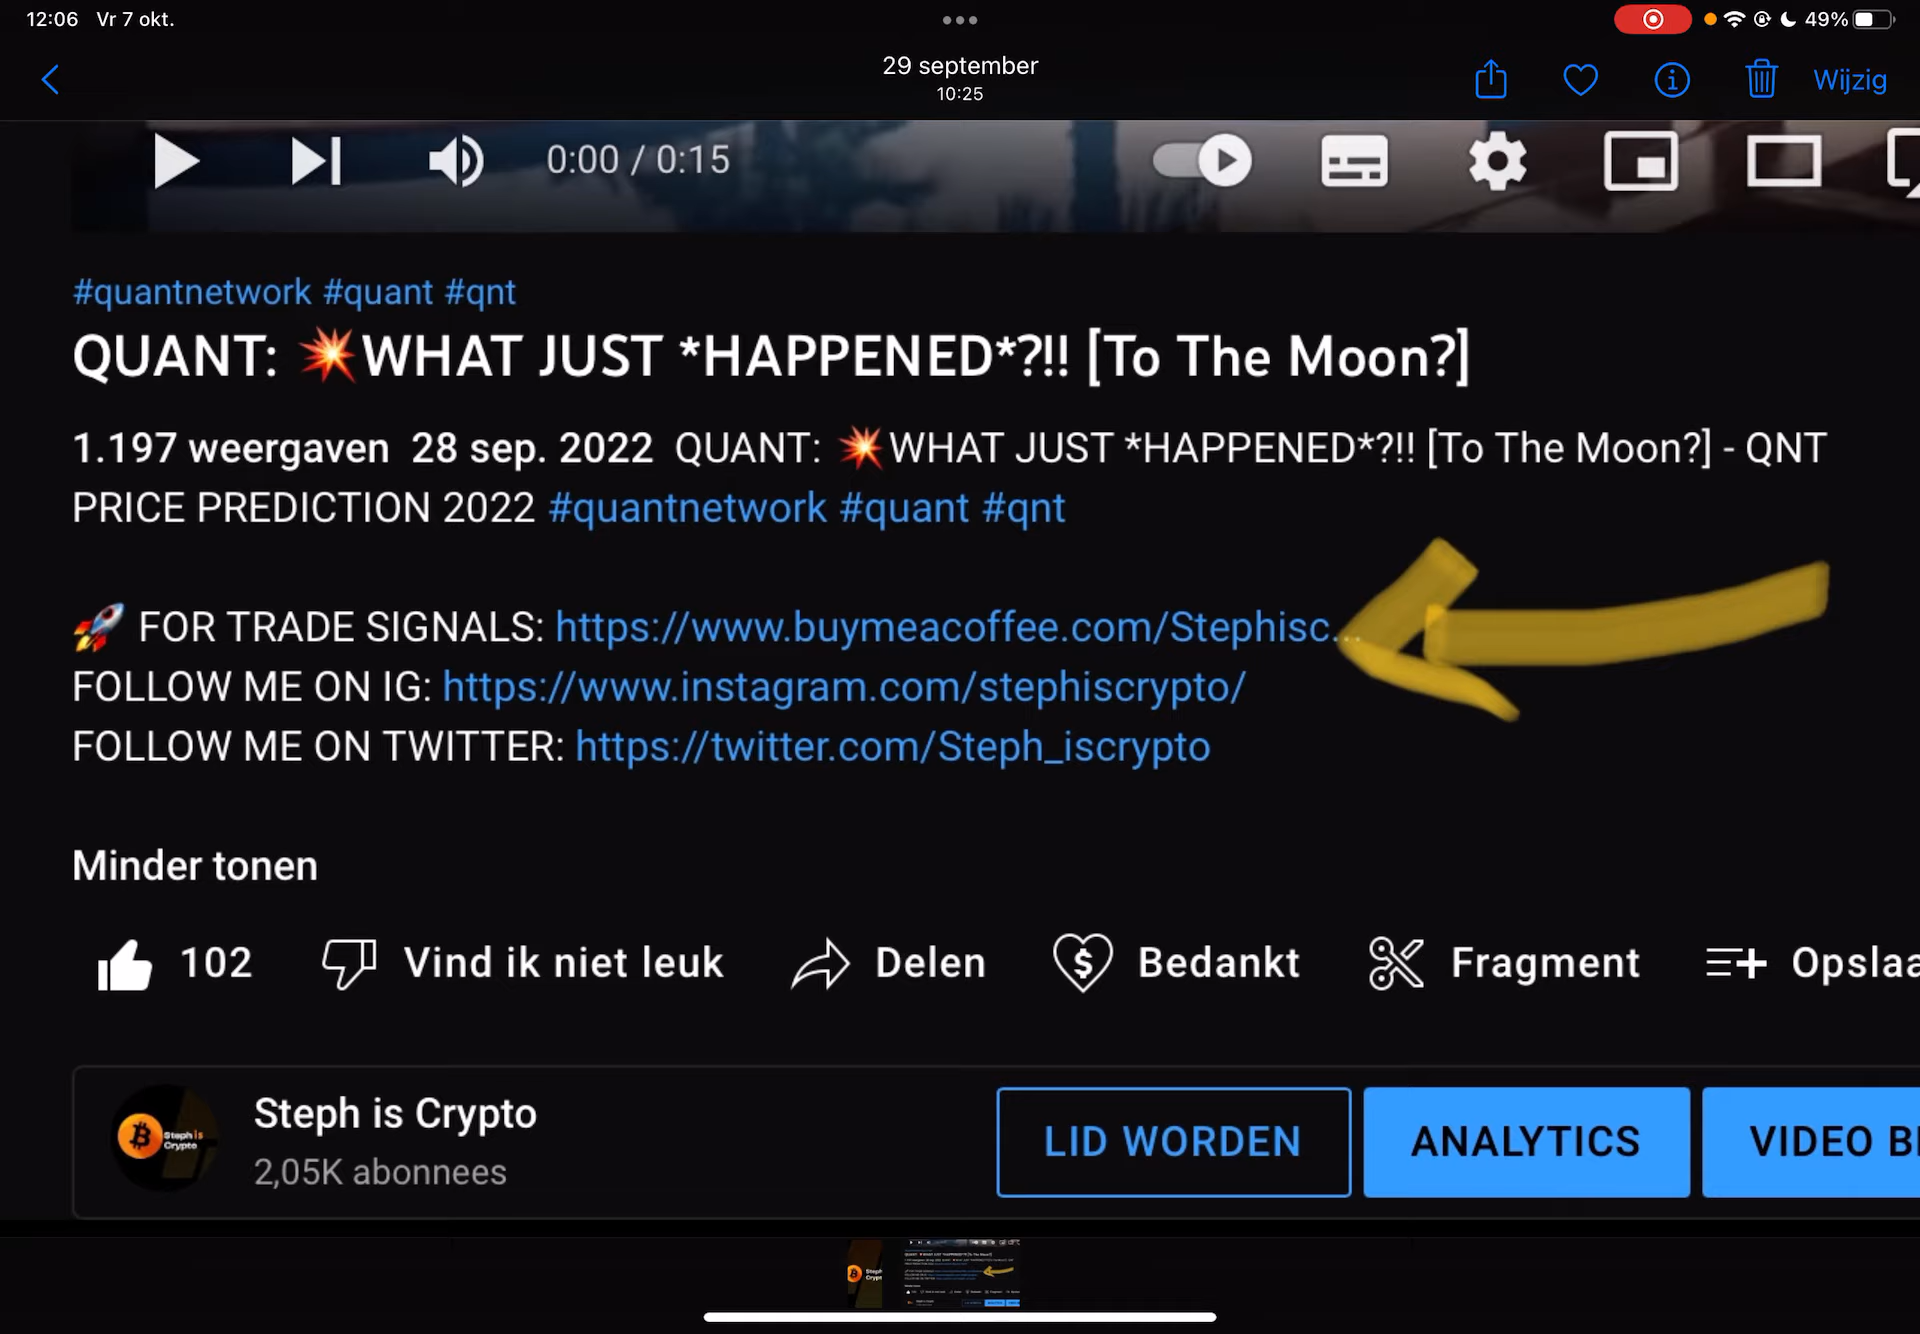 12:06 Vr 7 okt.
49%
29 september
10:25
Wijzig
0:00 / 0:15
#quantnetwork #quant #qnt
QUANT: 💥WHAT JUST *HAPPENED*?!! [To The Moon?]
1.197 weergaven 28 sep. 2022 QUANT: 💥WHAT JUST *HAPPENED*?!! [To The Moon?] - QNT
PRICE PREDICTION 2022 #quantnetwork #quant #qnt
🚀 FOR TRADE SIGNALS: https://www.buymeacoffee.com/Stephisc...
FOLLOW ME ON IG: https://www.instagram.com/stephiscrypto/
FOLLOW ME ON TWITTER: https://twitter.com/Steph_iscrypto
Minder tonen
102 Vind ik niet leuk Delen Bedankt Fragment Opslaa
Steph is
Crypto
Steph is Crypto
2,05K abonnees
LID WORDEN ANALYTICS VIDEO B